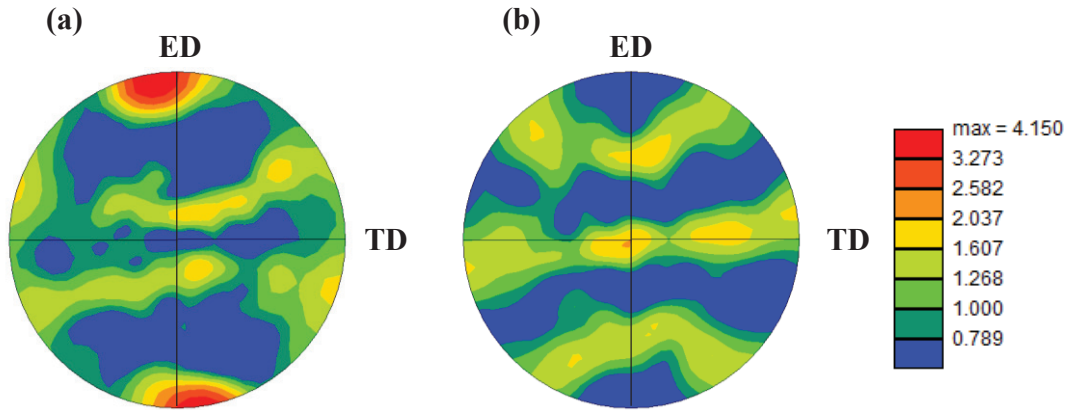 (a)
ED
TD
(b)
ED
TD
max = 4.150
3.273
2.582
2.037
1.607
1.268
1.000
0.789